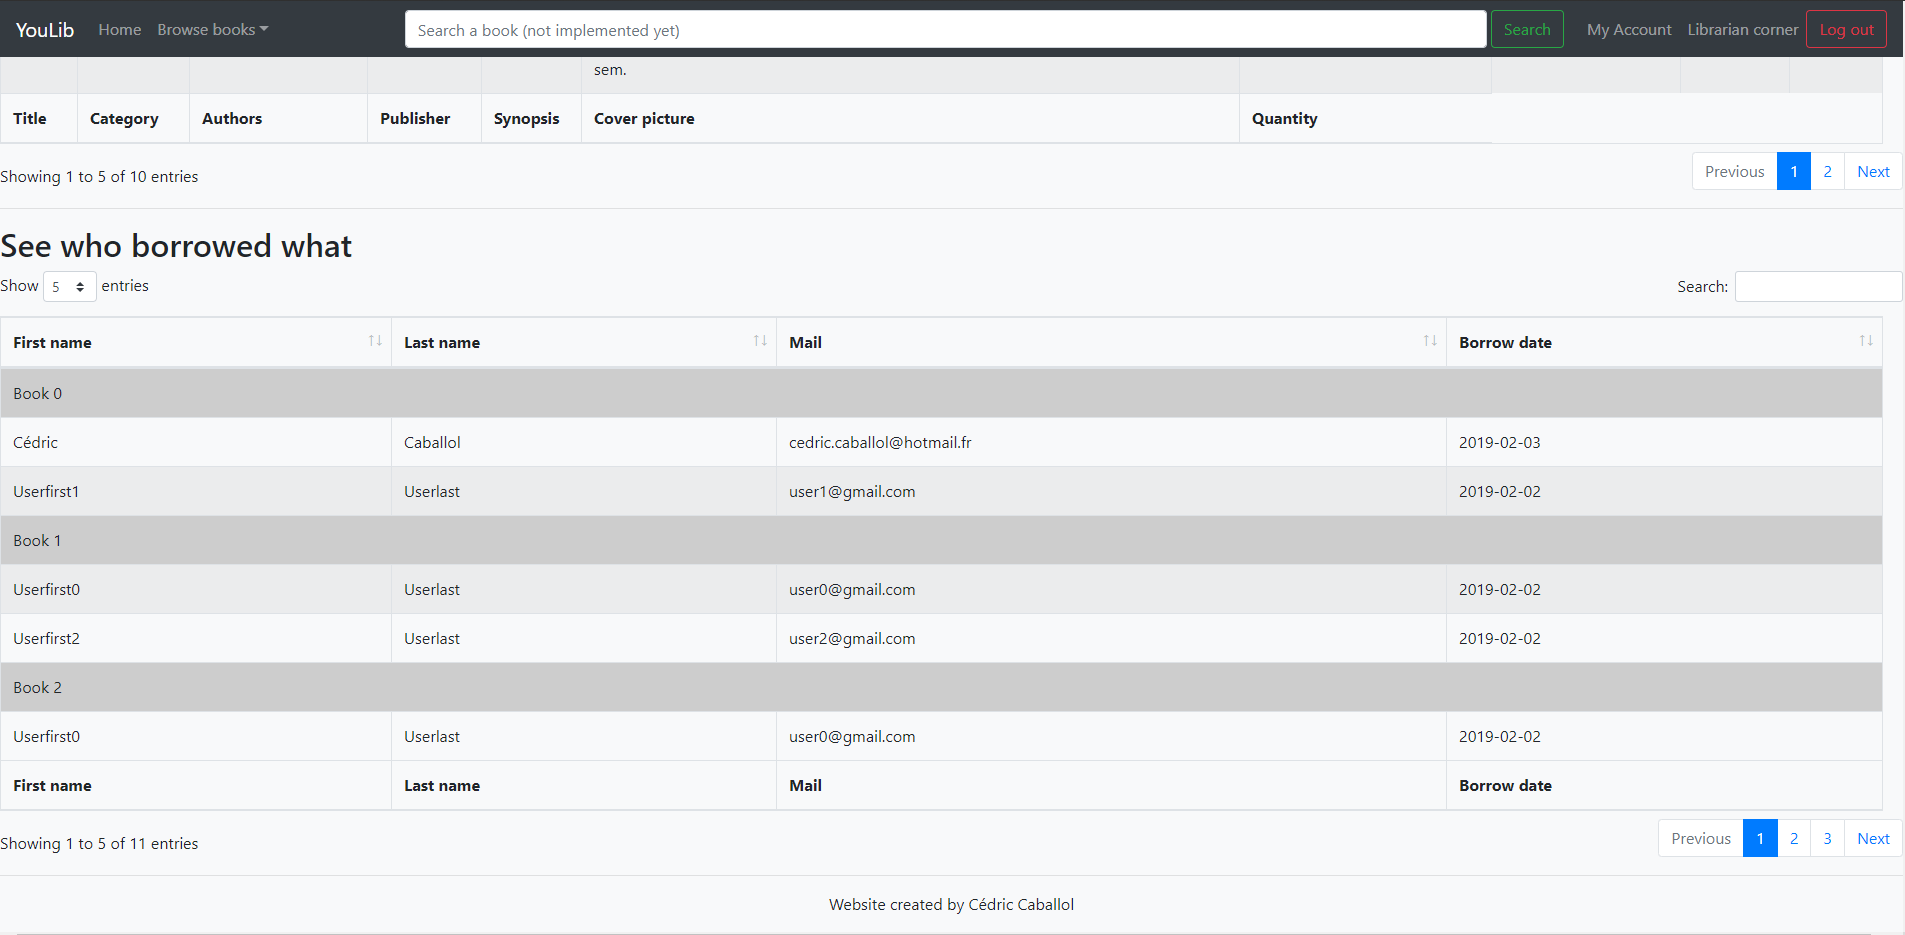 YouLib Home Browse books Search a book (not implemented yet) Search My Account Librarian corner Log out
sem.
Title Category Authors Publisher Synopsis Cover picture Quantity
Showing 1 to 5 of 10 entries Previous 1 2 Next
See who borrowed what
Show 5 entries Search:
First name Last name Mail Borrow date
Book 0
Cédric Caballol cedric.caballol@hotmail.fr 2019-02-03
Userfirst1 Userlast user1@gmail.com 2019-02-02
Book 1
Userfirst0 Userlast user0@gmail.com 2019-02-02
Userfirst2 Userlast user2@gmail.com 2019-02-02
Book 2
Userfirst0 Userlast user0@gmail.com 2019-02-02
First name Last name Mail Borrow date
Showing 1 to 5 of 11 entries Previous 1 2 3 Next
Website created by Cédric Caballol